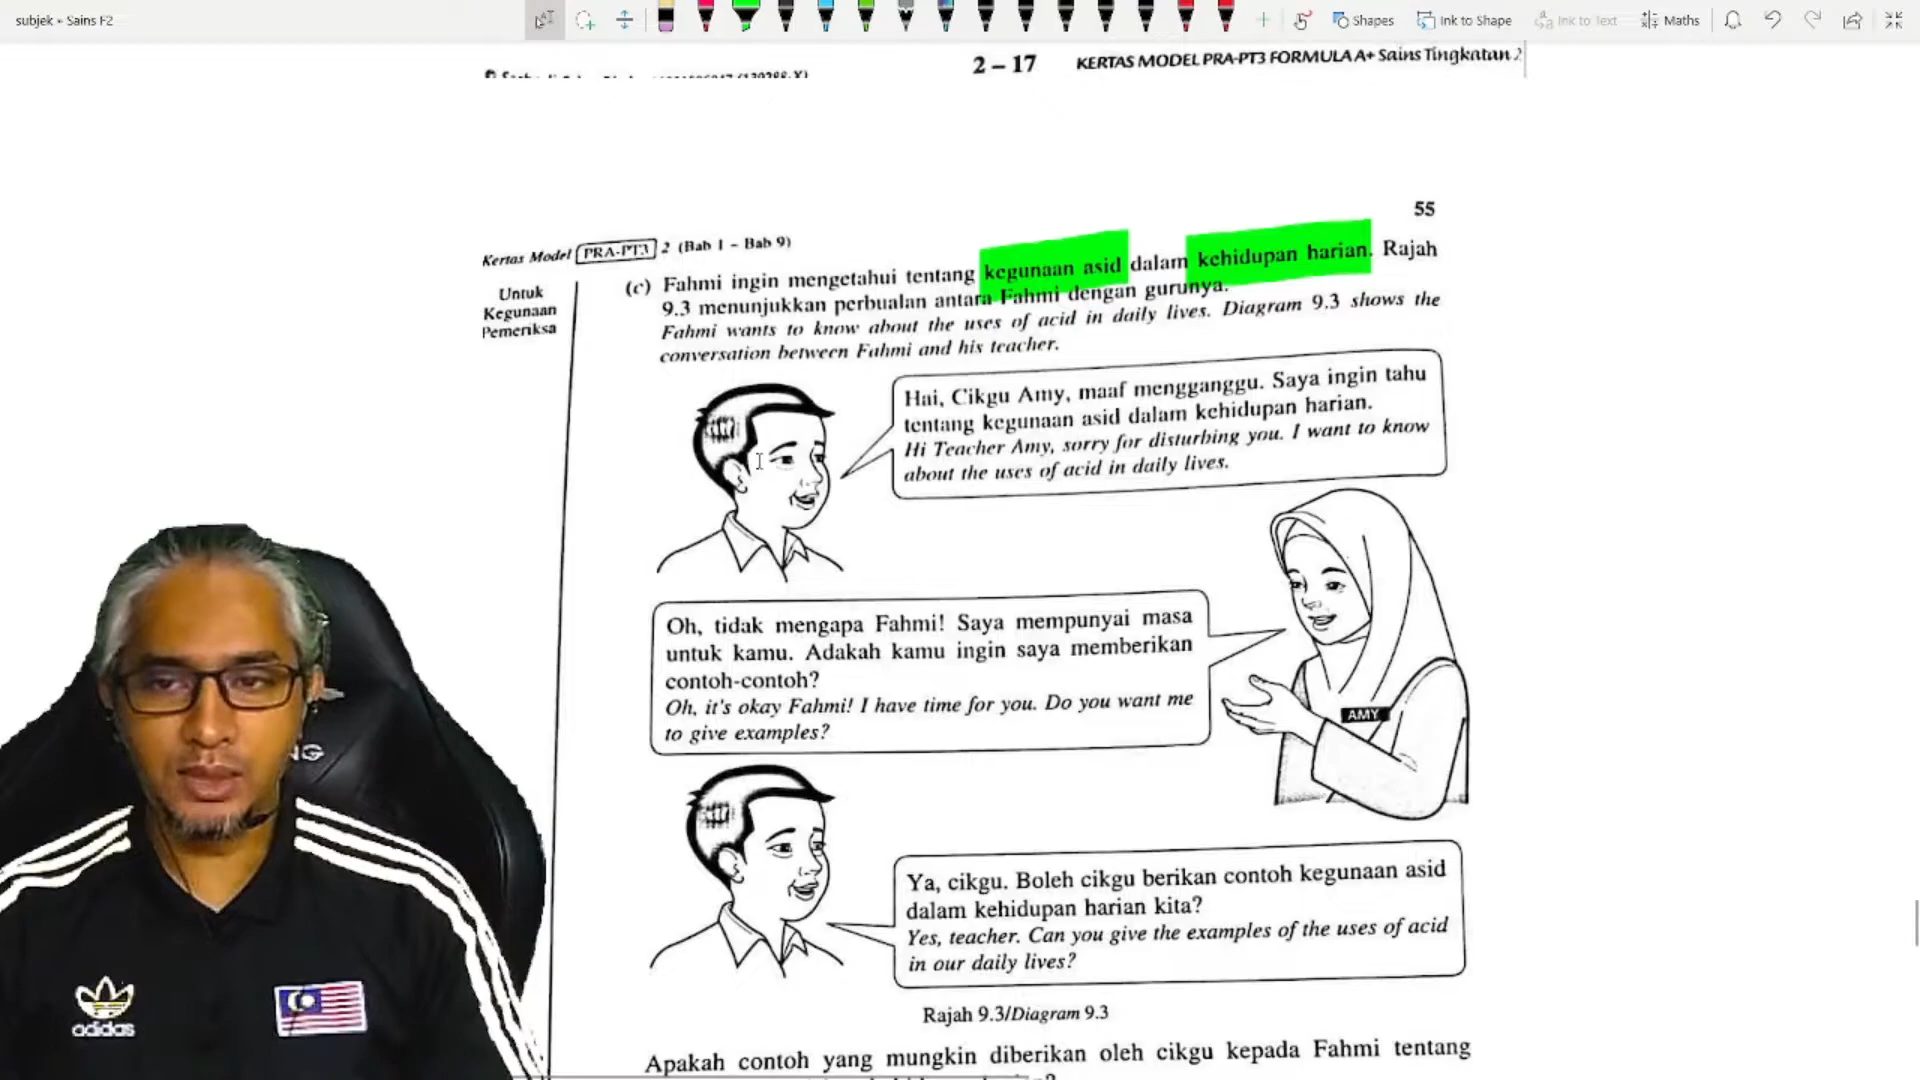 subjek - Sains F2
Shapes
Ink to Shape
Ink to Text
Maths
2 – 17 KERTAS MODEL PRA-PT3 FORMULA A+ Sains Tingkatan 2
55
Kertas Model PRA-PT3 2 (Bab 1 – Bab 9)
Untuk
Kegunaan
Pemeriksa
(c) Fahmi ingin mengetahui tentang kegunaan asid dalam kehidupan harian. Rajah
9.3 menunjukkan perbualan antara Fahmi dengan gurunya.
Fahmi wants to know about the uses of acid in daily lives. Diagram 9.3 shows the
conversation between Fahmi and his teacher.
Hai, Cikgu Amy, maaf mengganggu. Saya ingin tahu
tentang kegunaan asid dalam kehidupan harian.
Hi Teacher Amy, sorry for disturbing you. I want to know
about the uses of acid in daily lives.
Oh, tidak mengapa Fahmi! Saya mempunyai masa
untuk kamu. Adakah kamu ingin saya memberikan
contoh-contoh?
Oh, it's okay Fahmi! I have time for you. Do you want me
to give examples?
AMY
NG
Ya, cikgu. Boleh cikgu berikan contoh kegunaan asid
dalam kehidupan harian kita?
Yes, teacher. Can you give the examples of the uses of acid
in our daily lives?
adidas
Rajah 9.3/Diagram 9.3
Apakah contoh yang mungkin diberikan oleh cikgu kepada Fahmi tentang